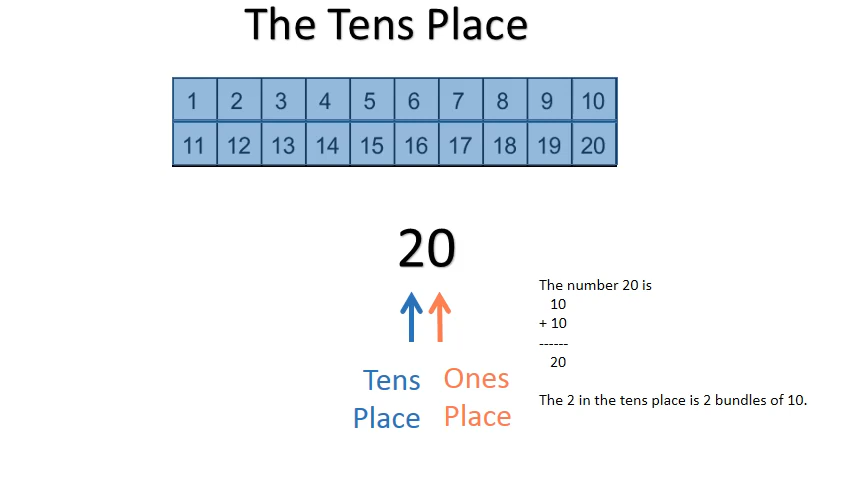 The Tens Place
1 2 3 4 5 6 7 8 9 10
11 12 13 14 15 16 17 18 19 20
20
Tens
Place
Ones
Place
The number 20 is
10
+ 10
------
20
The 2 in the tens place is 2 bundles of 10.